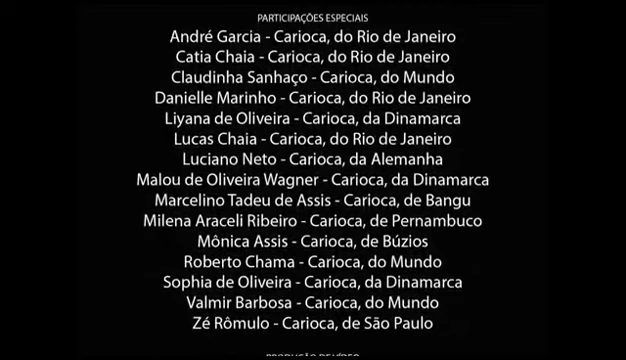 PARTICIPAÇÕES ESPECIAIS
André Garcia - Carioca, do Rio de Janeiro
Catia Chaia - Carioca, do Rio de Janeiro
Claudinha Sanhaço - Carioca, do Mundo
Danielle Marinho - Carioca, do Rio de Janeiro
Liyana de Oliveira - Carioca, da Dinamarca
Lucas Chaia - Carioca, do Rio de Janeiro
Luciano Neto - Carioca, da Alemanha
Malou de Oliveira Wagner - Carioca, da Dinamarca
Marcelino Tadeu de Assis - Carioca, de Bangu
Milena Araceli Ribeiro - Carioca, de Pernambuco
Mônica Assis - Carioca, de Búzios
Roberto Chama - Carioca, do Mundo
Sophia de Oliveira - Carioca, da Dinamarca
Valmir Barbosa - Carioca, do Mundo
Zé Rômulo - Carioca, de São Paulo
PRODUÇÃO DE VÍDEO